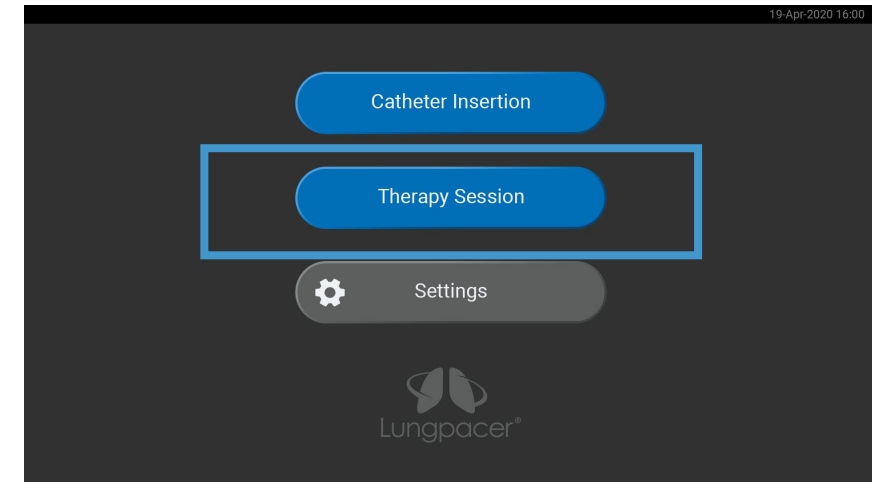 19-Apr-2020 16:00
Catheter Insertion
Therapy Session
Settings
Lungpacer®